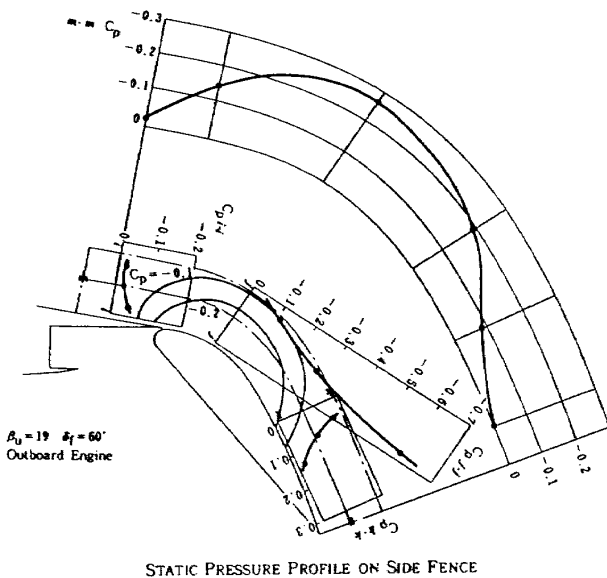 m-m Cp
-0.3
-0.2
-0.1
0
0
-0.1
-0.2
Cp i-i
Cp = -0.1
-0.2
0
-0.1
-0.2
-0.3
-0.4
-0.5
-0.6
-0.7
Cp j-j
0
-0.1
-0.2
0
-0.1
-0.2
-0.3
Cp k-k
βu = 19 δf = 60°
Outboard Engine
STATIC PRESSURE PROFILE ON SIDE FENCE